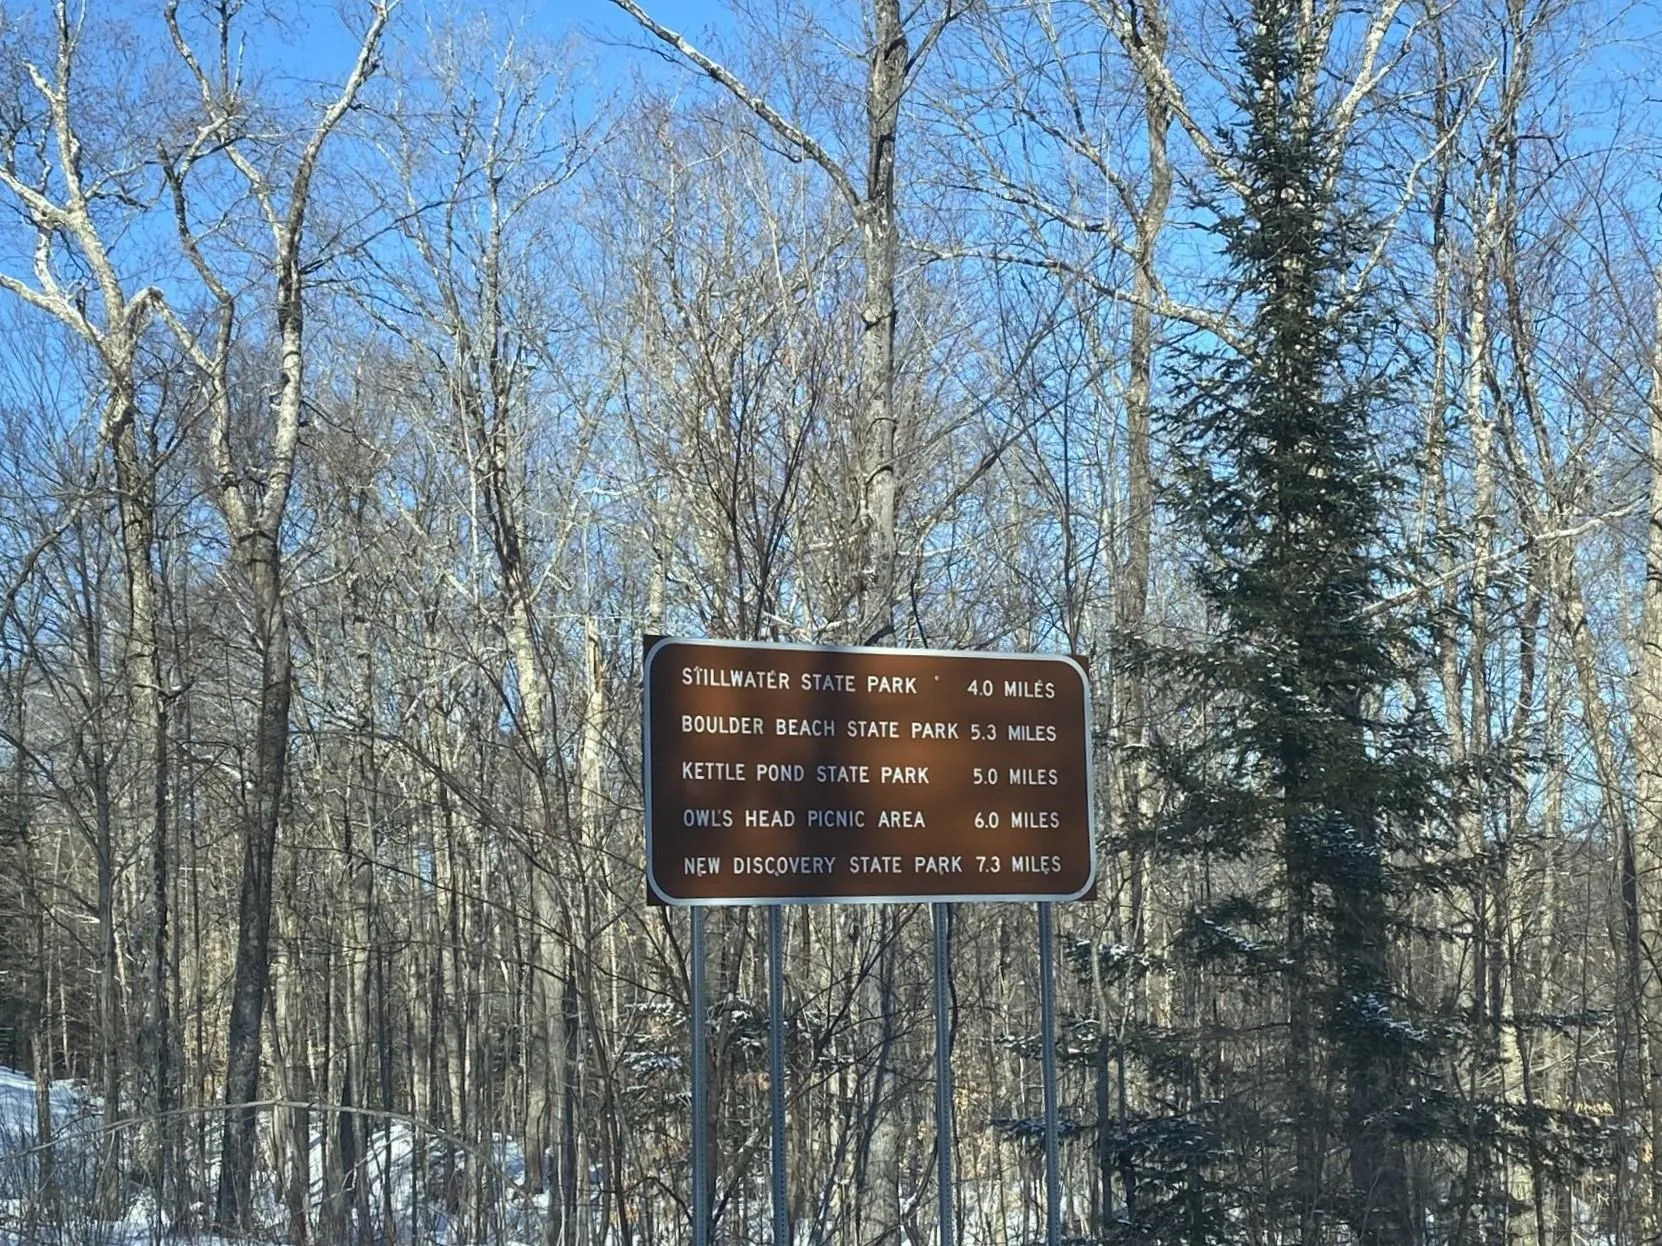 STILLWATER STATE PARK 4.0 MILES
BOULDER BEACH STATE PARK 5.3 MILES
KETTLE POND STATE PARK 5.0 MILES
OWL'S HEAD PICNIC AREA 6.0 MILES
NEW DISCOVERY STATE PARK 7.3 MILES